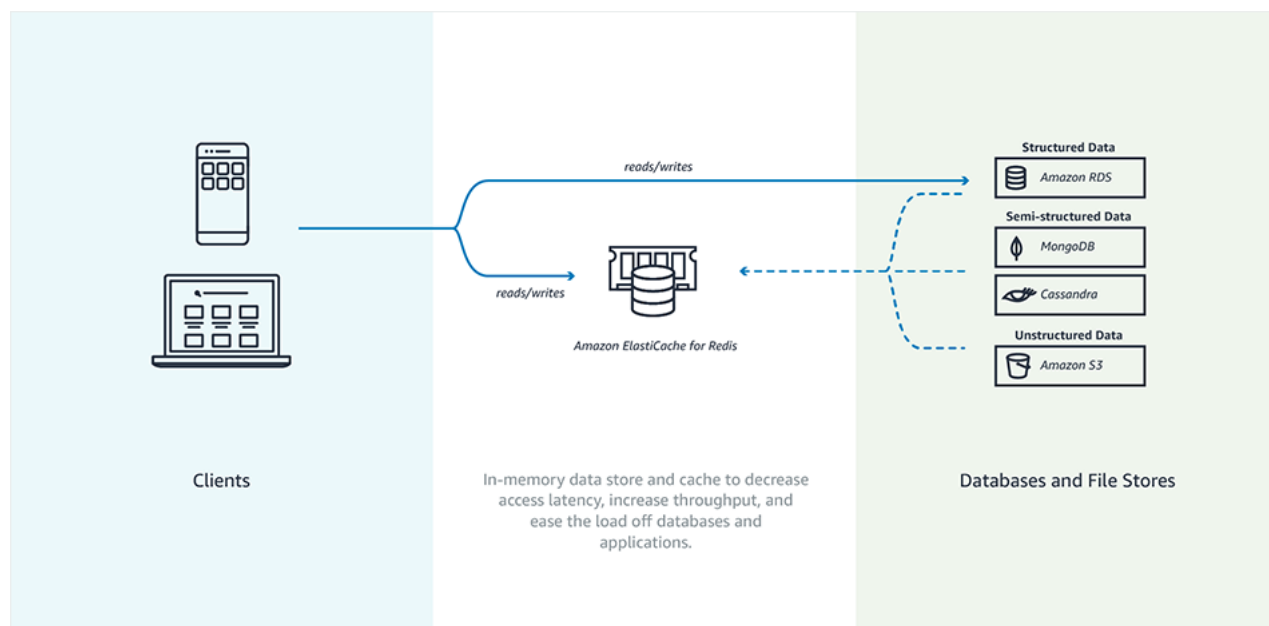 reads/writes
reads/writes
Amazon ElastiCache for Redis
Structured Data
Amazon RDS
Semi-structured Data
MongoDB
Cassandra
Unstructured Data
Amazon S3
Clients
In-memory data store and cache to decrease
access latency, increase throughput, and
ease the load off databases and
applications.
Databases and File Stores